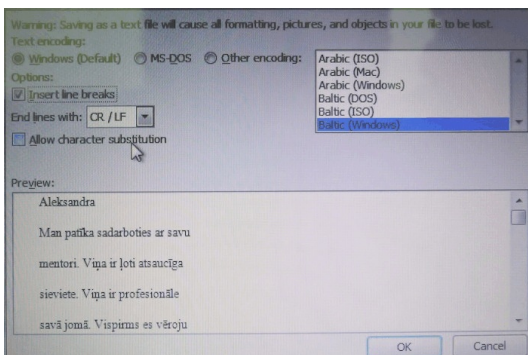 Warning: Saving as a text file will cause all formatting, pictures, and objects in your file to be lost.
Text encoding:
Windows (Default) MS-DOS Other encoding:
Arabic (ISO)
Arabic (Mac)
Arabic (Windows)
Baltic (DOS)
Baltic (ISO)
Baltic (Windows)
Options:
Insert line breaks
End lines with: CR / LF
Allow character substitution
Preview:
Aleksandra
Man patīka sadarboties ar savu
mentori. Viņa ir ļoti atsaucīga
sieviete. Viņa ir profesionāle
savā jomā. Vispirms es vēroju
OK Cancel